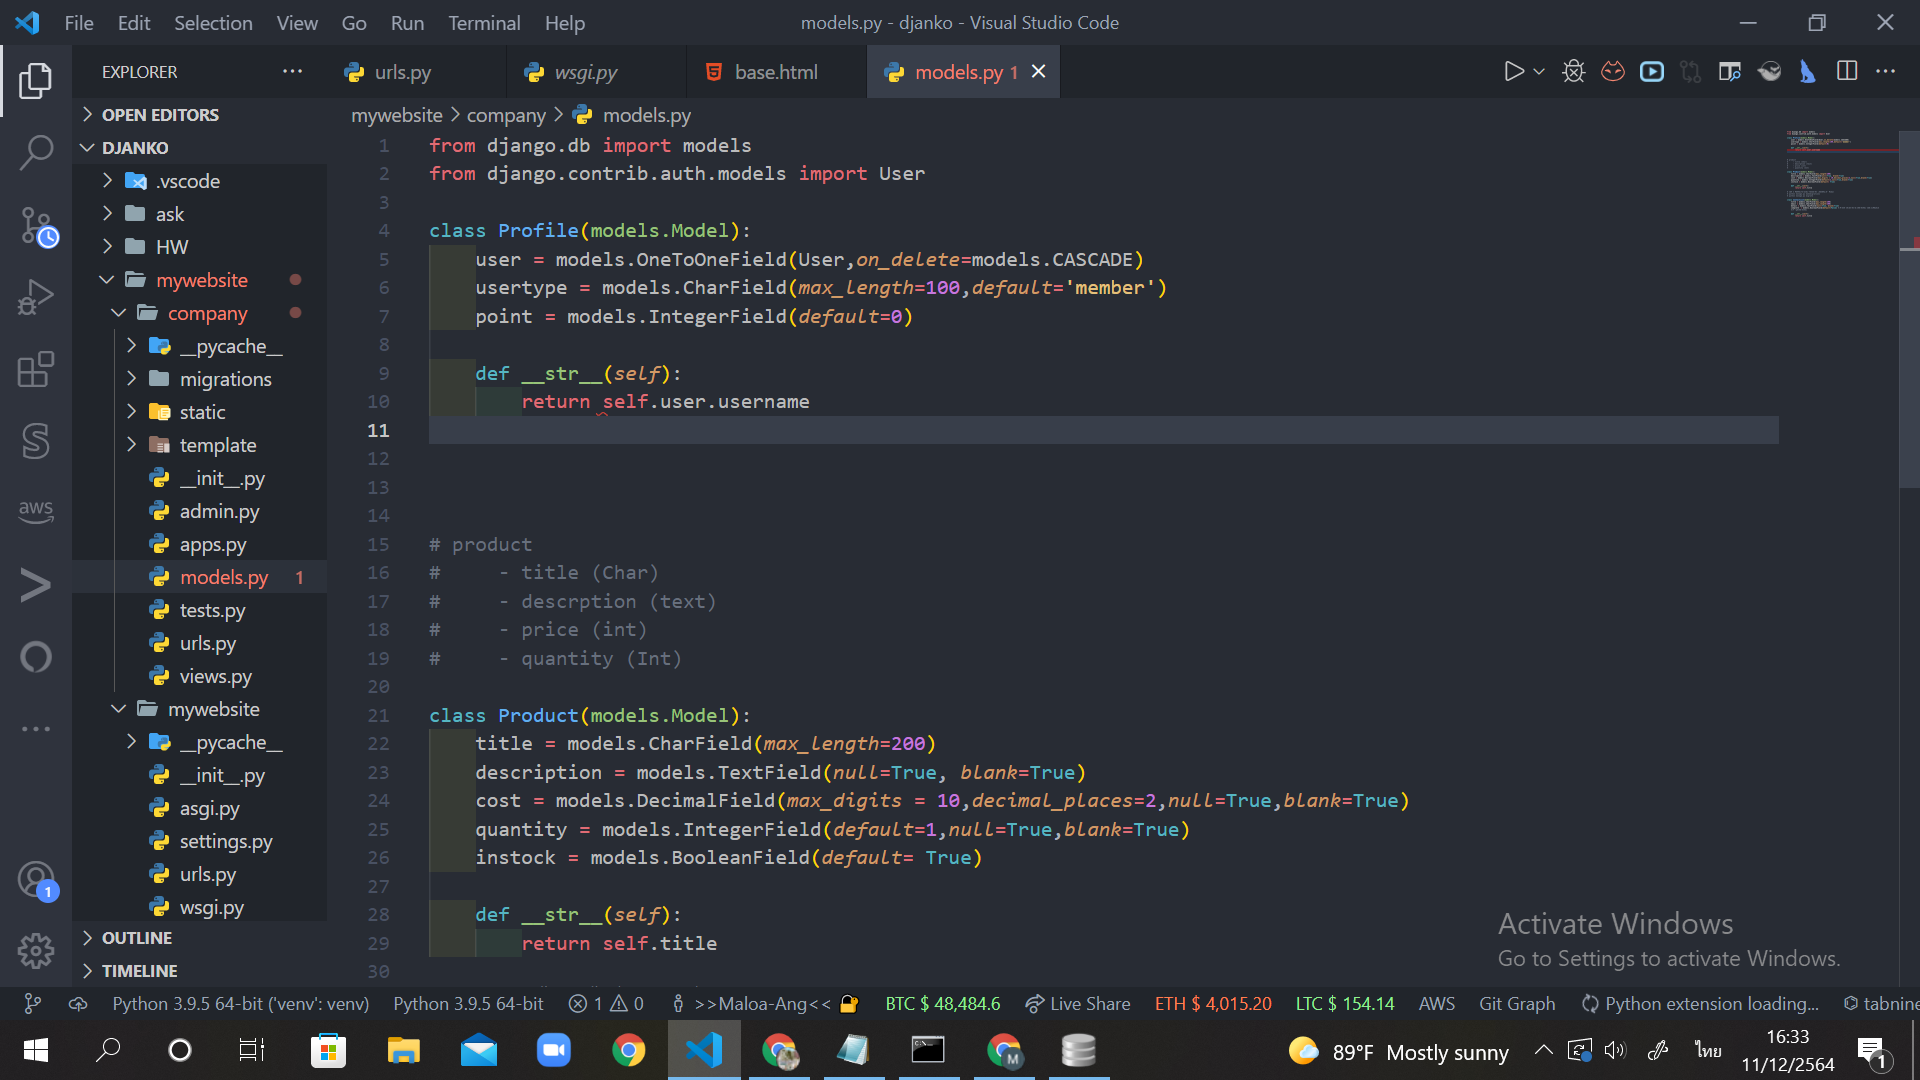 File Edit Selection View Go Run Terminal Help
models.py - djanko - Visual Studio Code
EXPLORER
urls.py
wsgi.py
base.html
models.py 1
OPEN EDITORS
DJANKO
.vscode
ask
HW
mywebsite
company
__pycache__
migrations
static
template
__init__.py
admin.py
apps.py
models.py 1
tests.py
urls.py
views.py
mywebsite
__pycache__
__init__.py
asgi.py
settings.py
urls.py
wsgi.py
OUTLINE
TIMELINE
aws
1
mywebsite > company > models.py
1 from django.db import models
2 from django.contrib.auth.models import User
3
4 class Profile(models.Model):
5 user = models.OneToOneField(User,on_delete=models.CASCADE)
6 usertype = models.CharField(max_length=100,default='member')
7 point = models.IntegerField(default=0)
8
9 def __str__(self):
10 return self.user.username
11
12
13
14
15 # product
16 # - title (Char)
17 # - descrption (text)
18 # - price (int)
19 # - quantity (Int)
20
21 class Product(models.Model):
22 title = models.CharField(max_length=200)
23 description = models.TextField(null=True, blank=True)
24 cost = models.DecimalField(max_digits = 10,decimal_places=2,null=True,blank=True)
25 quantity = models.IntegerField(default=1,null=True,blank=True)
26 instock = models.BooleanField(default= True)
27
28 def __str__(self):
29 return self.title
30
Activate Windows
Go to Settings to activate Windows.
Python 3.9.5 64-bit ('venv': venv) Python 3.9.5 64-bit 1 0 >>Maloa-Ang<< BTC $ 48,484.6 Live Share ETH $ 4,015.20 LTC $ 154.14 AWS Git Graph Python extension loading... tabnine
89°F Mostly sunny
ไทย
16:33
11/12/2564
1